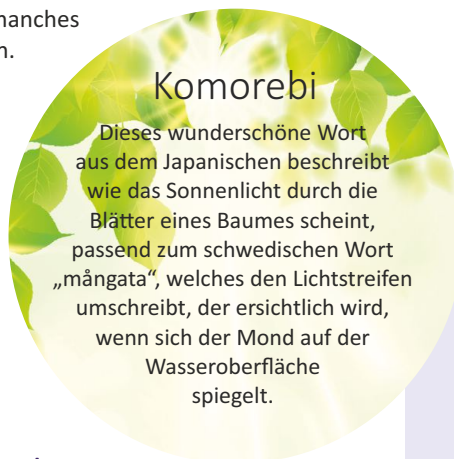 manches
n.
Komorebi
Dieses wunderschöne Wort
aus dem Japanischen beschreibt
wie das Sonnenlicht durch die
Blätter eines Baumes scheint,
passend zum schwedischen Wort
„mångata“, welches den Lichtstreifen
umschreibt, der ersichtlich wird,
wenn sich der Mond auf der
Wasseroberfläche
spiegelt.